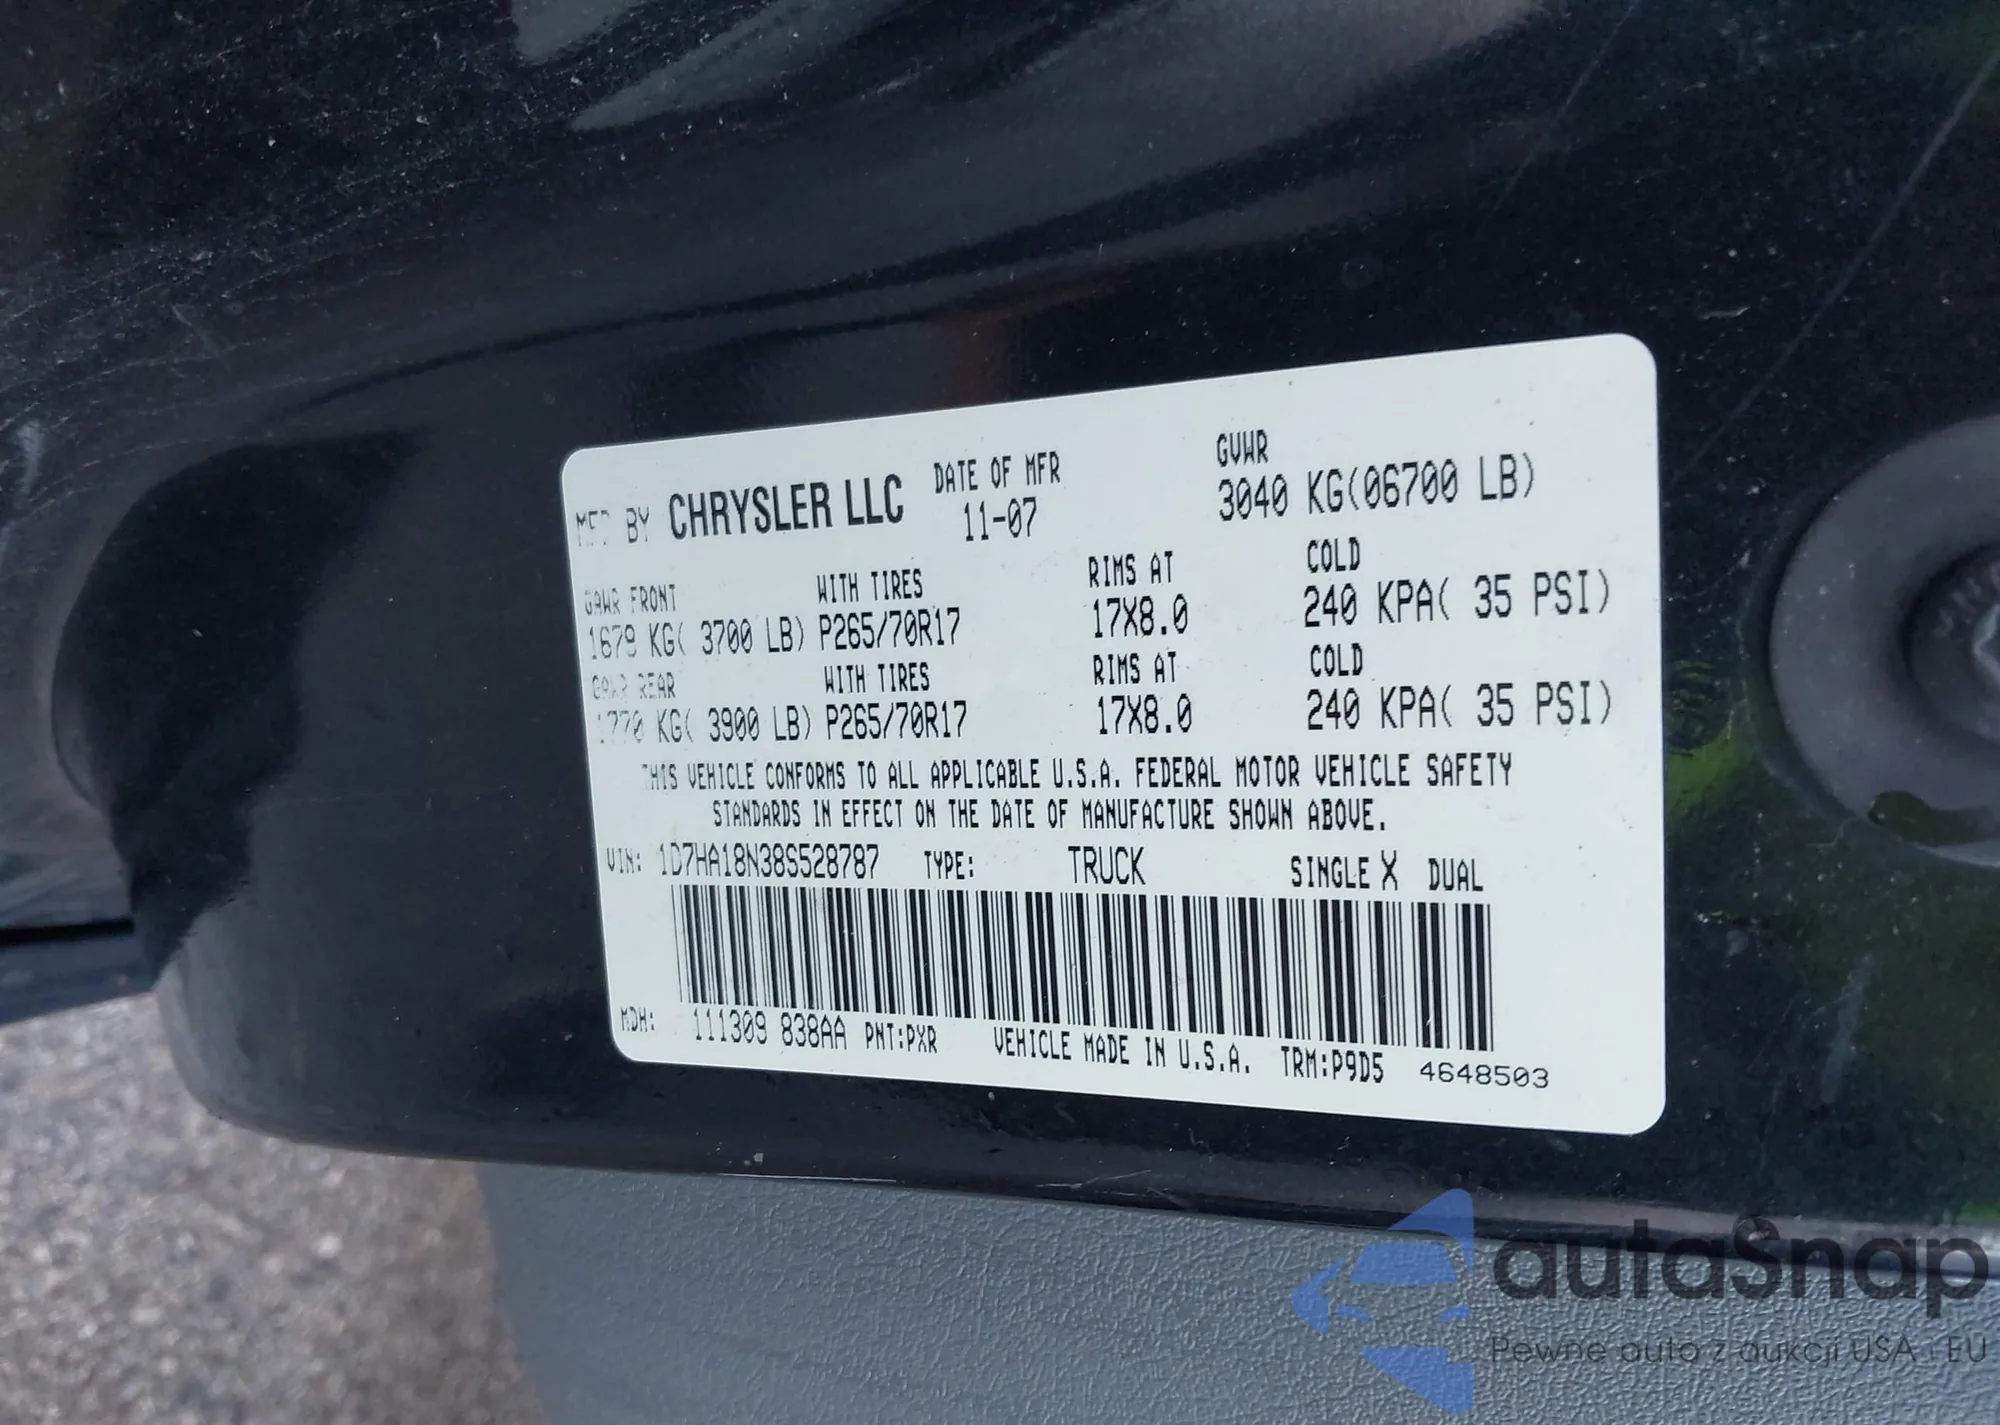 MFD BY CHRYSLER LLC DATE OF MFR 11-07 GVWR 3040 KG(06700 LB)
GAWR FRONT WITH TIRES RIMS AT COLD
1679 KG( 3700 LB) P265/70R17 17X8.0 240 KPA( 35 PSI)
GAWR REAR WITH TIRES RIMS AT COLD
1770 KG( 3900 LB) P265/70R17 17X8.0 240 KPA( 35 PSI)
THIS VEHICLE CONFORMS TO ALL APPLICABLE U.S.A. FEDERAL MOTOR VEHICLE SAFETY
STANDARDS IN EFFECT ON THE DATE OF MANUFACTURE SHOWN ABOVE.
VIN: 1D7HA18N38S528787 TYPE: TRUCK SINGLE X DUAL
MDH: 111309 838AA PNT:PXR VEHICLE MADE IN U.S.A. TRM:P9D5 4648503
autaSnap
Pewne auto z aukcji USA i EU